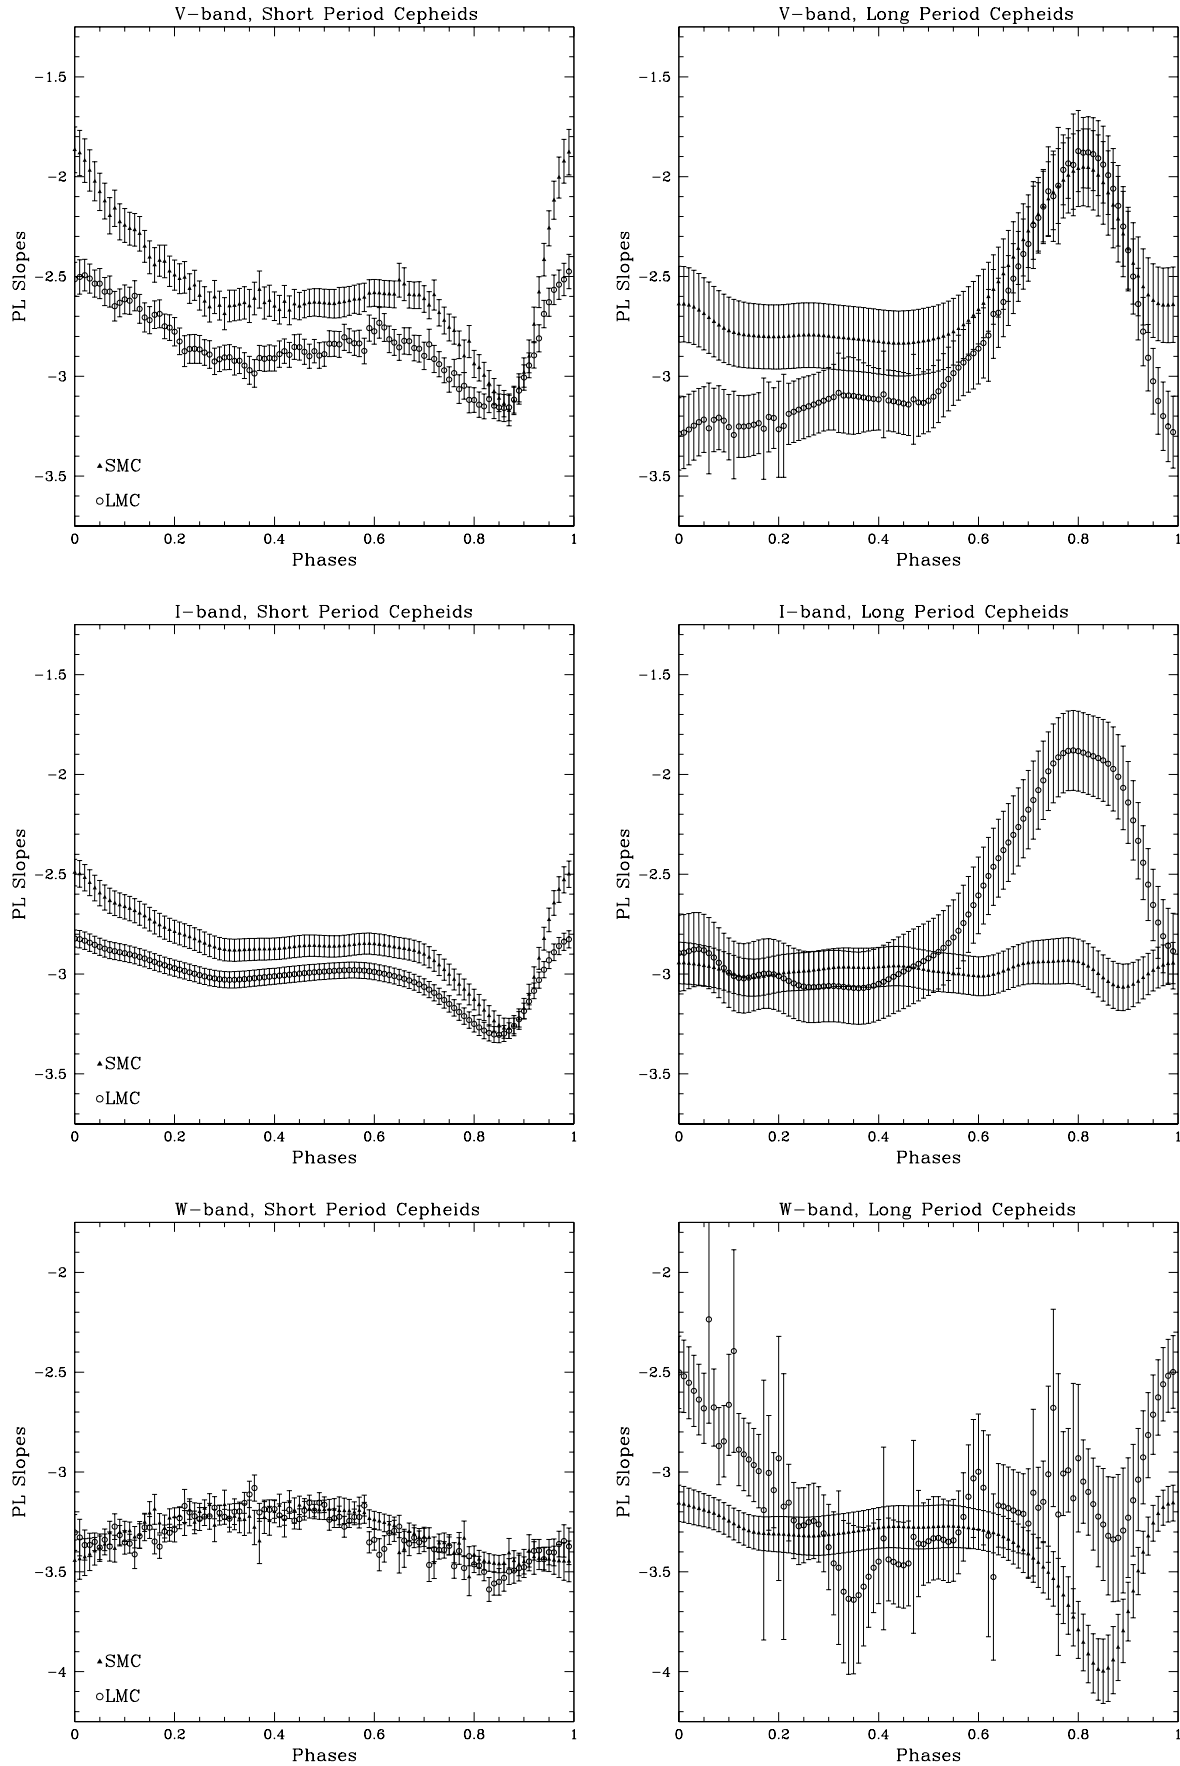 V-band, Short Period Cepheids
V-band, Long Period Cepheids
-1.5
-2
-2.5
-3
-3.5
PL Slopes
SMC
LMC
0 0.2 0.4 0.6 0.8 1
Phases
-1.5
-2
-2.5
-3
-3.5
PL Slopes
0 0.2 0.4 0.6 0.8 1
Phases
I-band, Short Period Cepheids
I-band, Long Period Cepheids
-1.5
-2
-2.5
-3
-3.5
PL Slopes
SMC
LMC
0 0.2 0.4 0.6 0.8 1
Phases
-1.5
-2
-2.5
-3
-3.5
PL Slopes
0 0.2 0.4 0.6 0.8 1
Phases
W-band, Short Period Cepheids
W-band, Long Period Cepheids
-2
-2.5
-3
-3.5
-4
PL Slopes
SMC
LMC
0 0.2 0.4 0.6 0.8 1
Phases
-2
-2.5
-3
-3.5
-4
PL Slopes
0 0.2 0.4 0.6 0.8 1
Phases